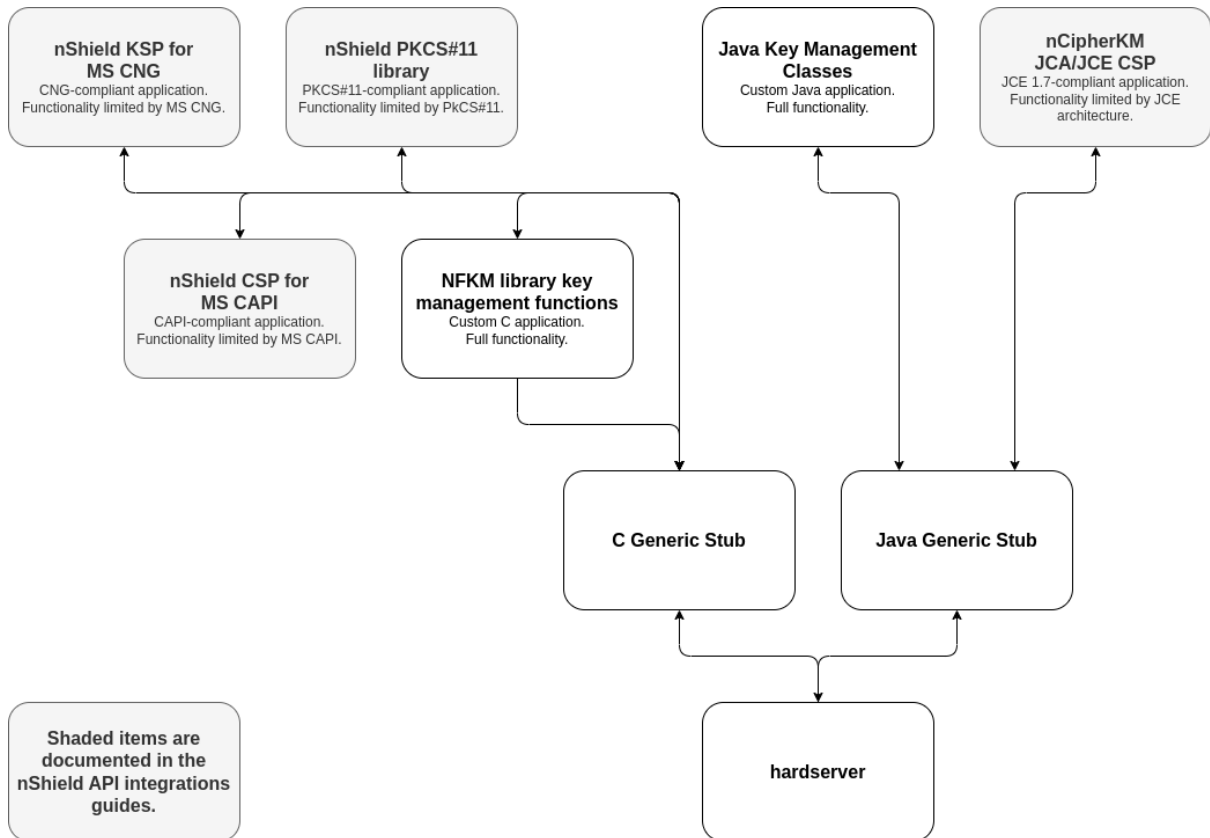 nShield KSP for
MS CNG
CNG-compliant application.
Functionality limited by MS CNG.
nShield PKCS#11
library
PKCS#11-compliant application.
Functionality limited by PkCS#11.
Java Key Management
Classes
Custom Java application.
Full functionality.
nCipherKM
JCA/JCE CSP
JCE 1.7-compliant application.
Functionality limited by JCE
architecture.
nShield CSP for
MS CAPI
CAPI-compliant application.
Functionality limited by MS CAPI.
NFKM library key
management functions
Custom C application.
Full functionality.
C Generic Stub
Java Generic Stub
Shaded items are
documented in the
nShield API integrations
guides.
hardserver